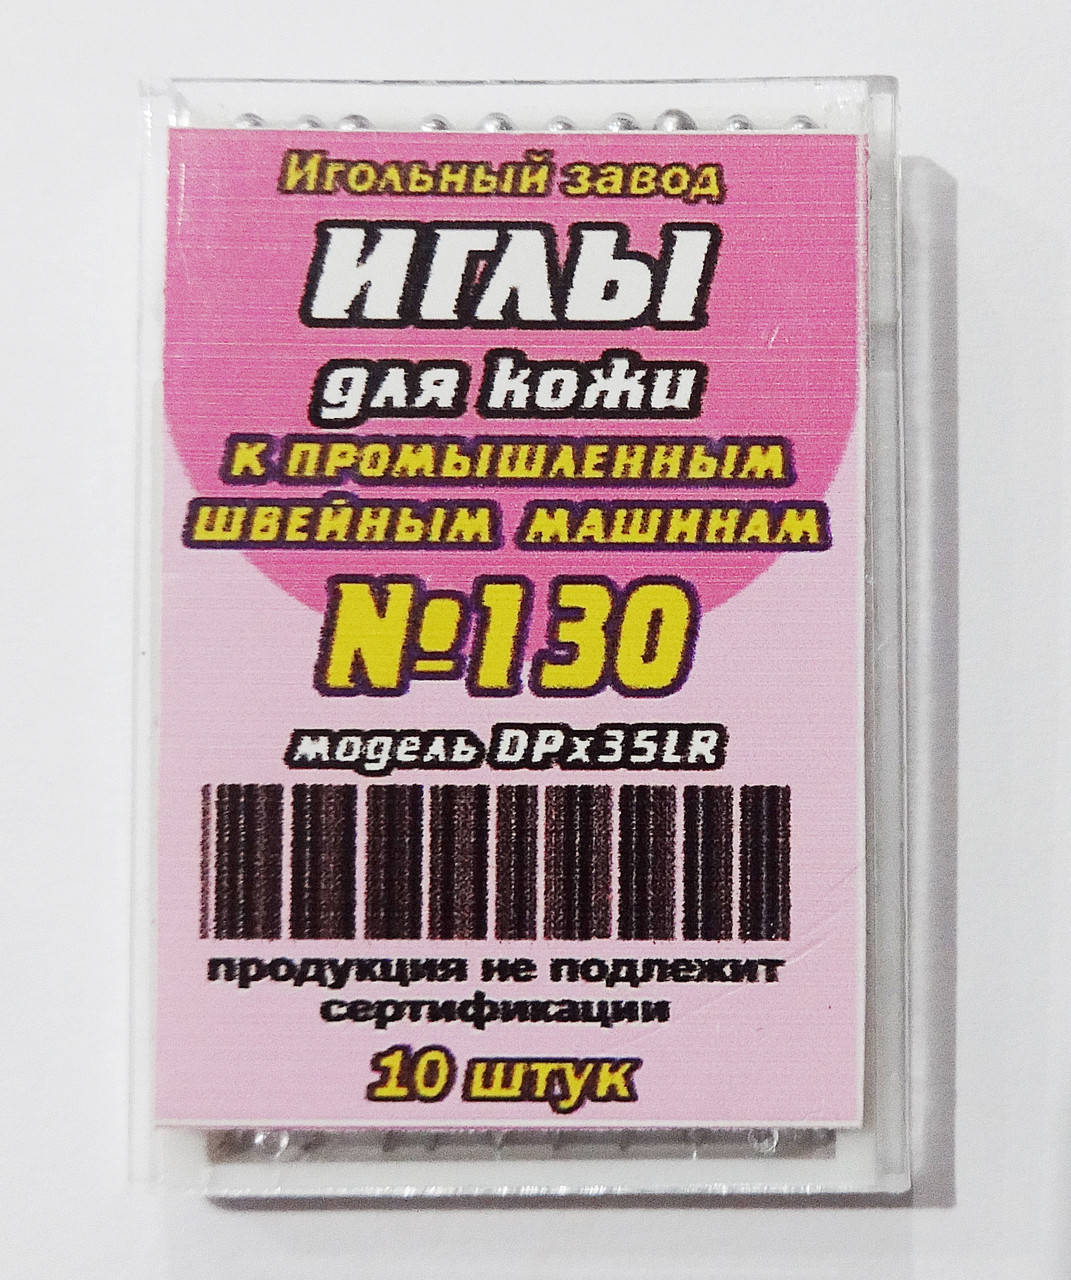 Игольный завод
ИГЛЫ
для кожи
К ПРОМЫШЛЕННЫМ
ШВЕЙНЫМ МАШИНАМ
№130
модель DPx35LR
продукция не подлежит
сертификации
10 штук